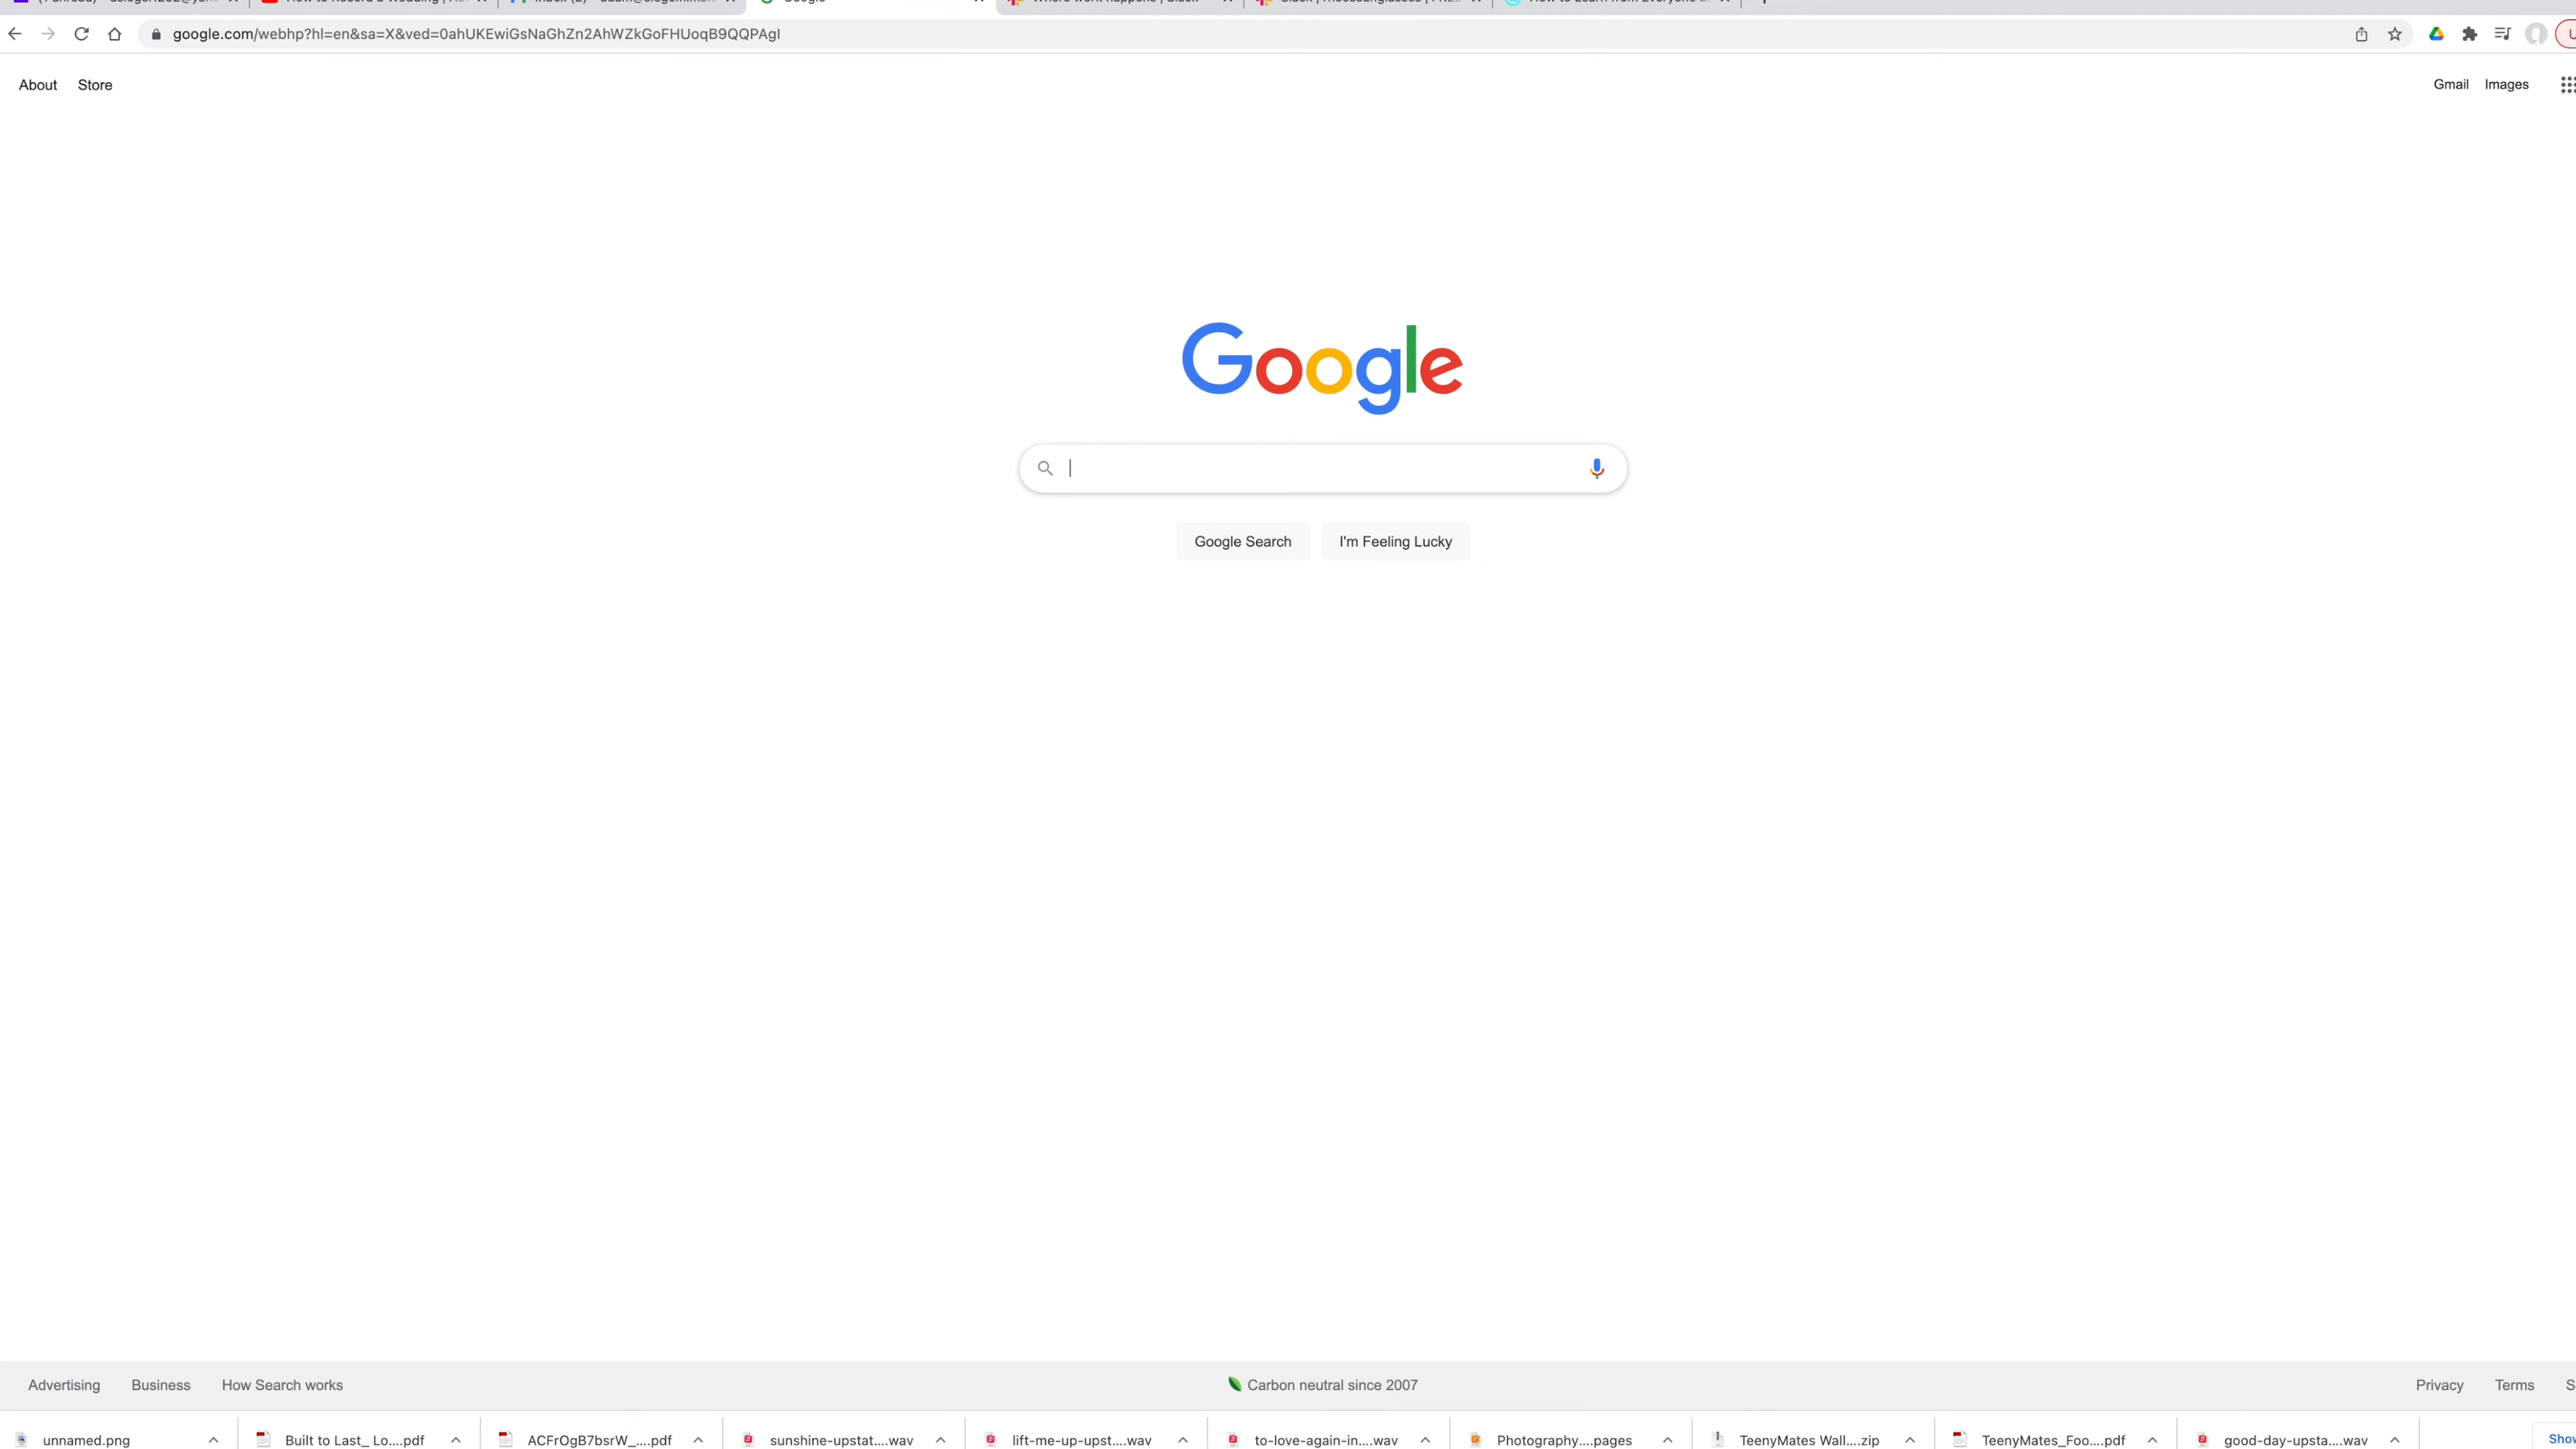 google.com/webhp?hl=en&sa=X&ved=0ahUKEwiGsNaGhZn2AhWZkGoFHUoqB9QQPAgI
About Store Gmail Images
Google
Google Search I'm Feeling Lucky
Advertising Business How Search works Carbon neutral since 2007 Privacy Terms
unnamed.png Built to Last_ Lo....pdf ACFrOgB7bsrW_....pdf sunshine-upstat....wav lift-me-up-upst....wav to-love-again-in....wav Photography....pages TeenyMates Wall....zip TeenyMates_Foo....pdf good-day-upsta....wav